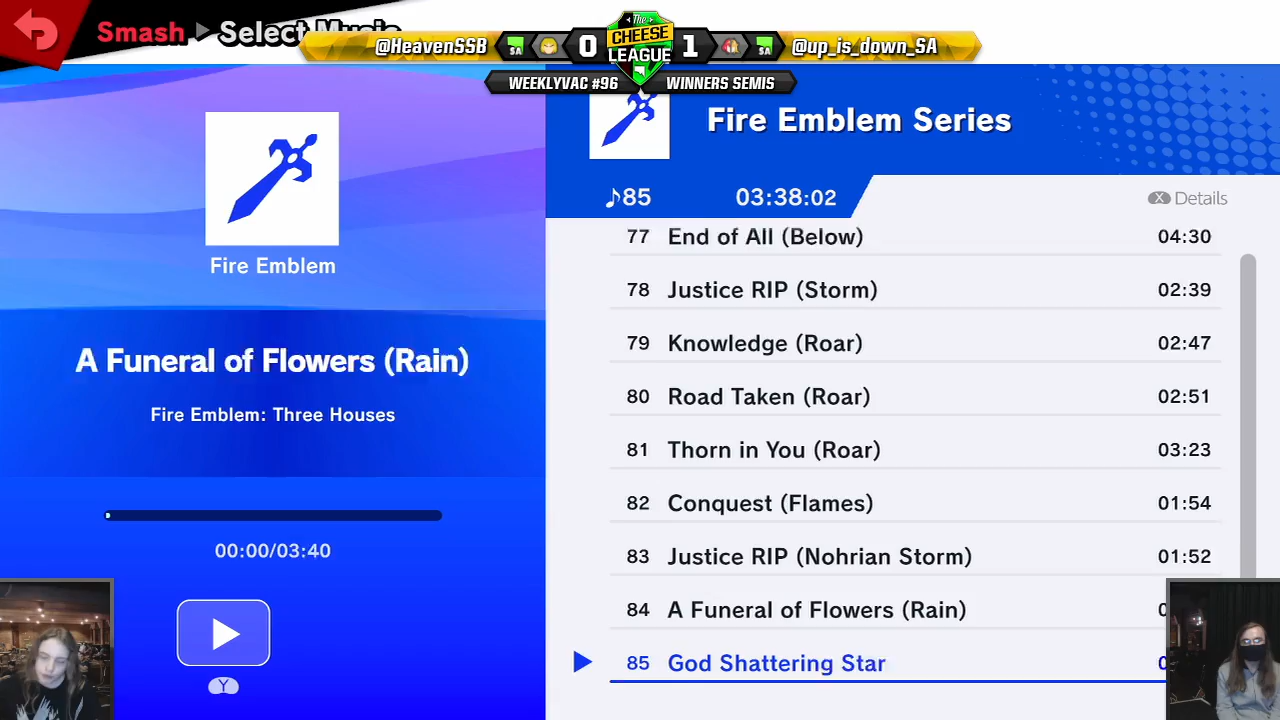 Smash ▶ Select Music
@HeavenSSB SA 0 The CHEESE LEAGUE 1 SA @up_is_down_SA
WEEKLYVAC #96 WINNERS SEMIS
Fire Emblem
A Funeral of Flowers (Rain)
Fire Emblem: Three Houses
00:00/03:40
Y
Fire Emblem Series
♪85 03:38:02
X Details
77 End of All (Below) 04:30
78 Justice RIP (Storm) 02:39
79 Knowledge (Roar) 02:47
80 Road Taken (Roar) 02:51
81 Thorn in You (Roar) 03:23
82 Conquest (Flames) 01:54
83 Justice RIP (Nohrian Storm) 01:52
84 A Funeral of Flowers (Rain)
85 God Shattering Star